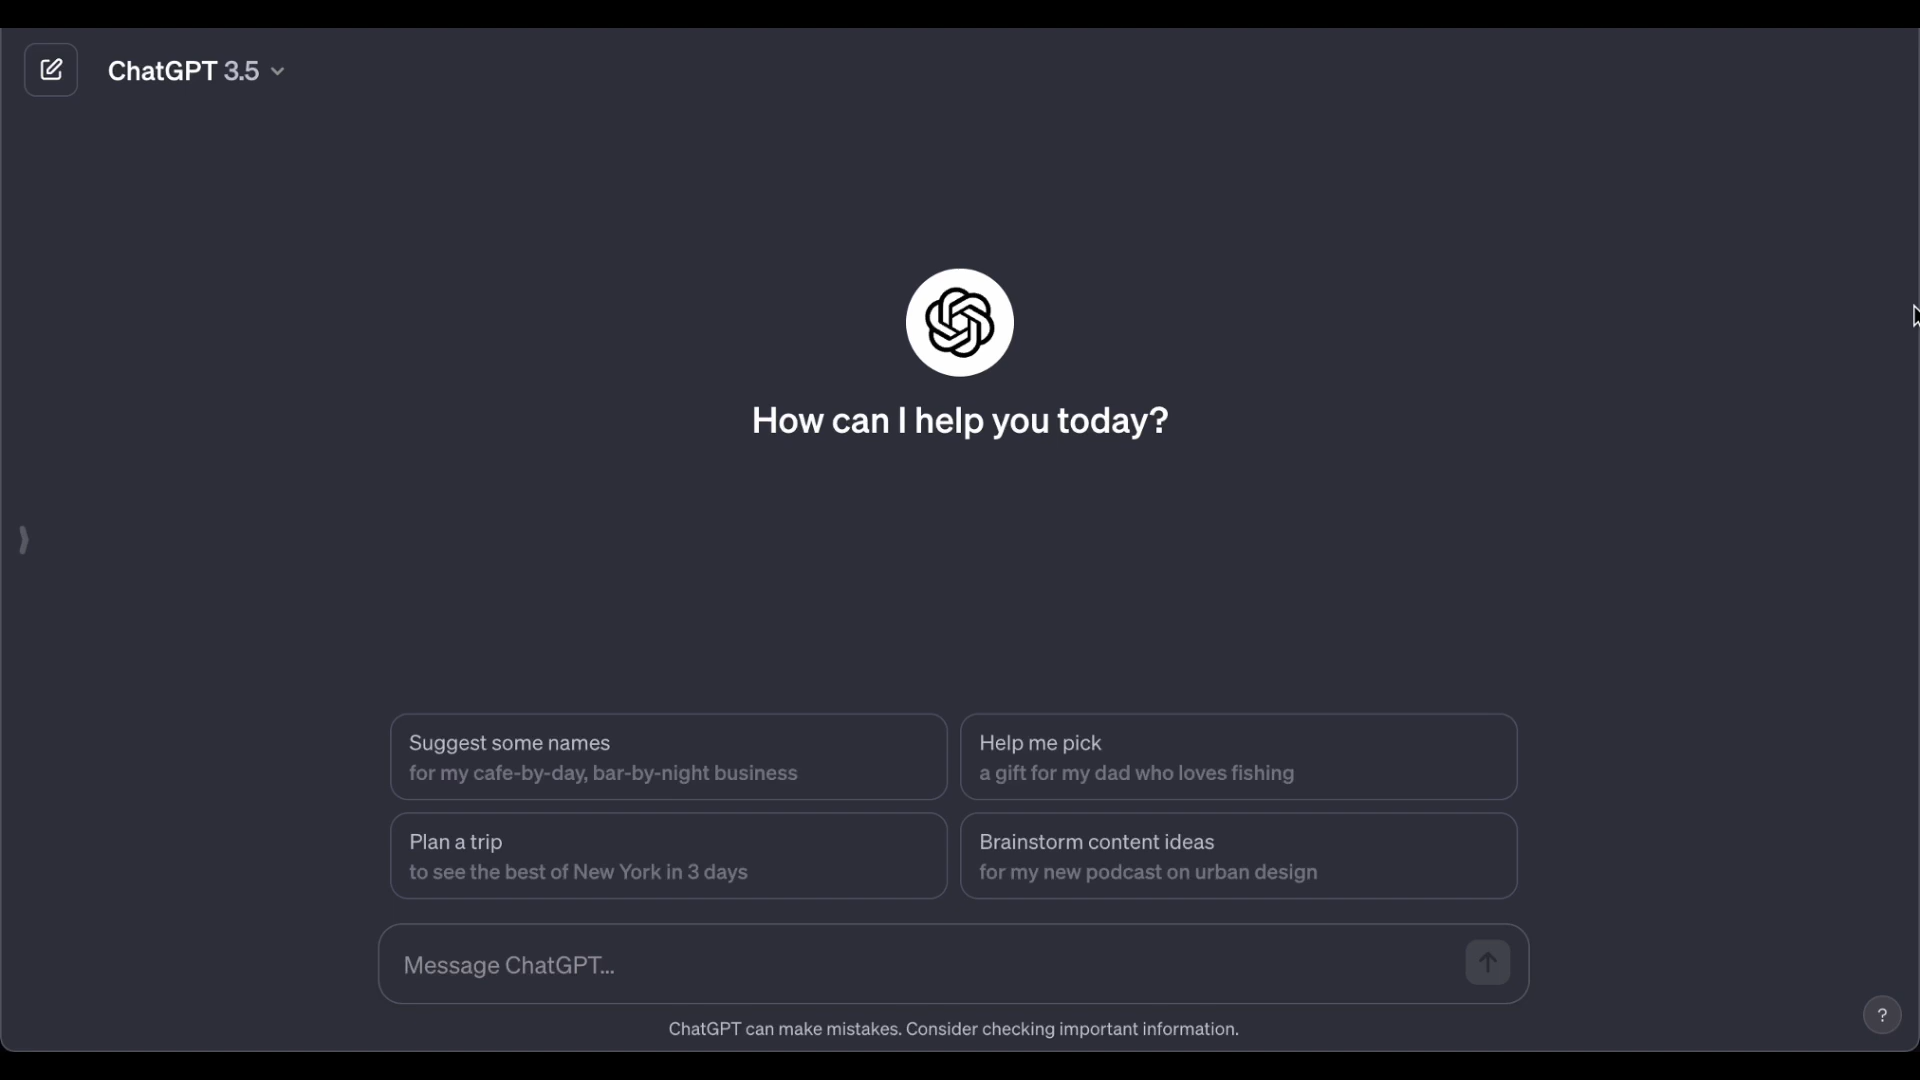 ChatGPT 3.5
How can I help you today?
Suggest some names
for my cafe-by-day, bar-by-night business
Help me pick
a gift for my dad who loves fishing
Plan a trip
to see the best of New York in 3 days
Brainstorm content ideas
for my new podcast on urban design
Message ChatGPT...
ChatGPT can make mistakes. Consider checking important information.
?